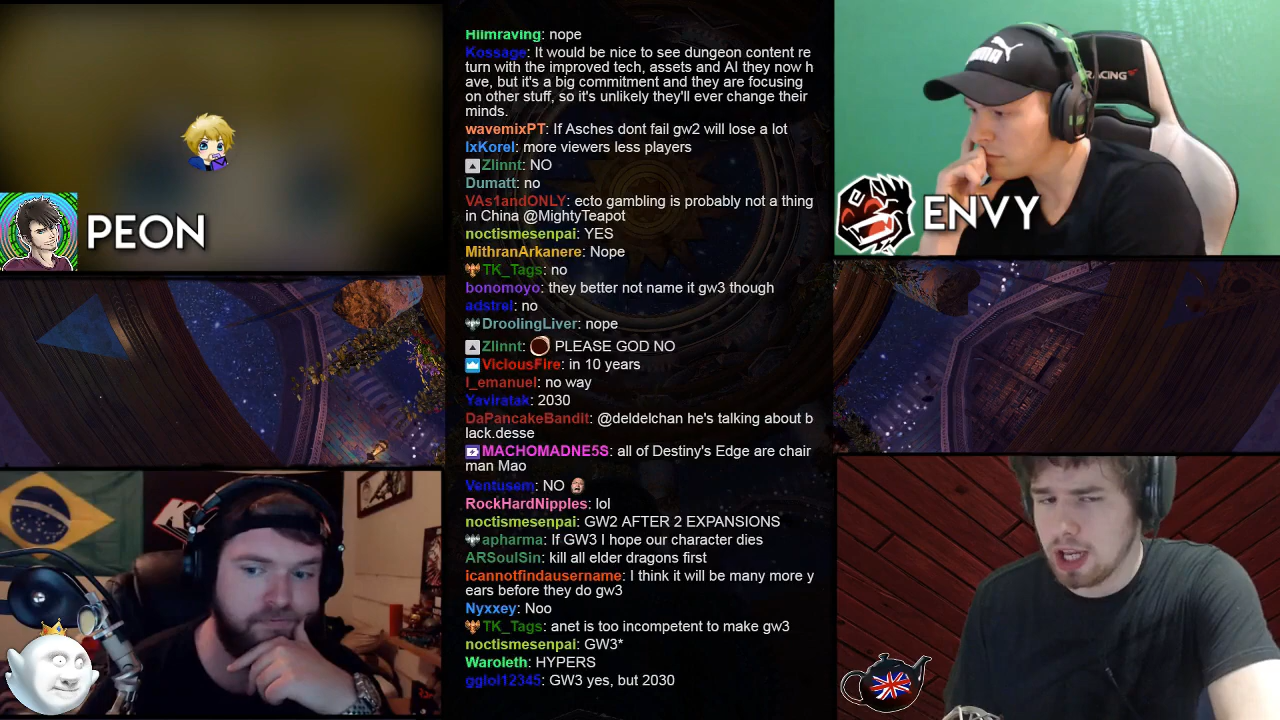 Hiimraving: nope
Kossage: It would be nice to see dungeon content re
turn with the improved tech, assets and AI they now h
ave, but it's a big commitment and they are focusing
on other stuff, so it's unlikely they'll ever change their
minds.
wavemixPT: If Asches dont fail gw2 will lose a lot
IxKorel: more viewers less players
Zlinnt: NO
Dumatt: no
VAs1andONLY: ecto gambling is probably not a thing
in China @MightyTeapot
noctismesenpai: YES
MithranArkanere: Nope
TK_Tags: no
bonomoyo: they better not name it gw3 though
adstrel: no
DroolingLiver: nope
Zlinnt: PLEASE GOD NO
ViciousFire: in 10 years
I_emanuel: no way
Yaviratak: 2030
DaPancakeBandit: @deldelchan he's talking about b
lack.desse
MACHOMADNE5S: all of Destiny's Edge are chair
man Mao
Ventusem: NO
RockHardNipples: lol
noctismesenpai: GW2 AFTER 2 EXPANSIONS
apharma: If GW3 I hope our character dies
ARSoulSin: kill all elder dragons first
icannotfindausername: I think it will be many more y
ears before they do gw3
Nyxxey: Noo
TK_Tags: anet is too incompetent to make gw3
noctismesenpai: GW3*
Waroleth: HYPERS
gglol12345: GW3 yes, but 2030
PEON
ENVY
PUMA
RACING